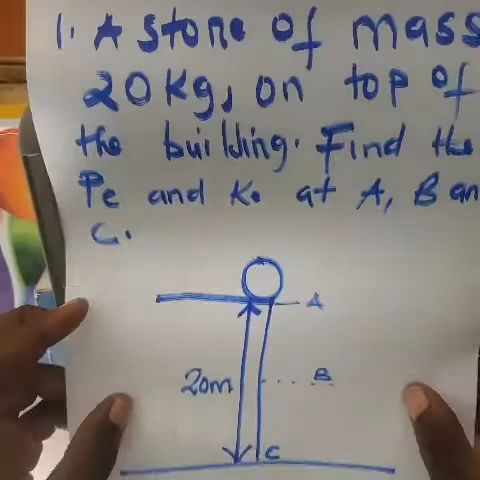 1. A stone of mass
20Kg, on top of
the building. Find the
Pe and Ke at A, B an
C.
A
20m
B
C